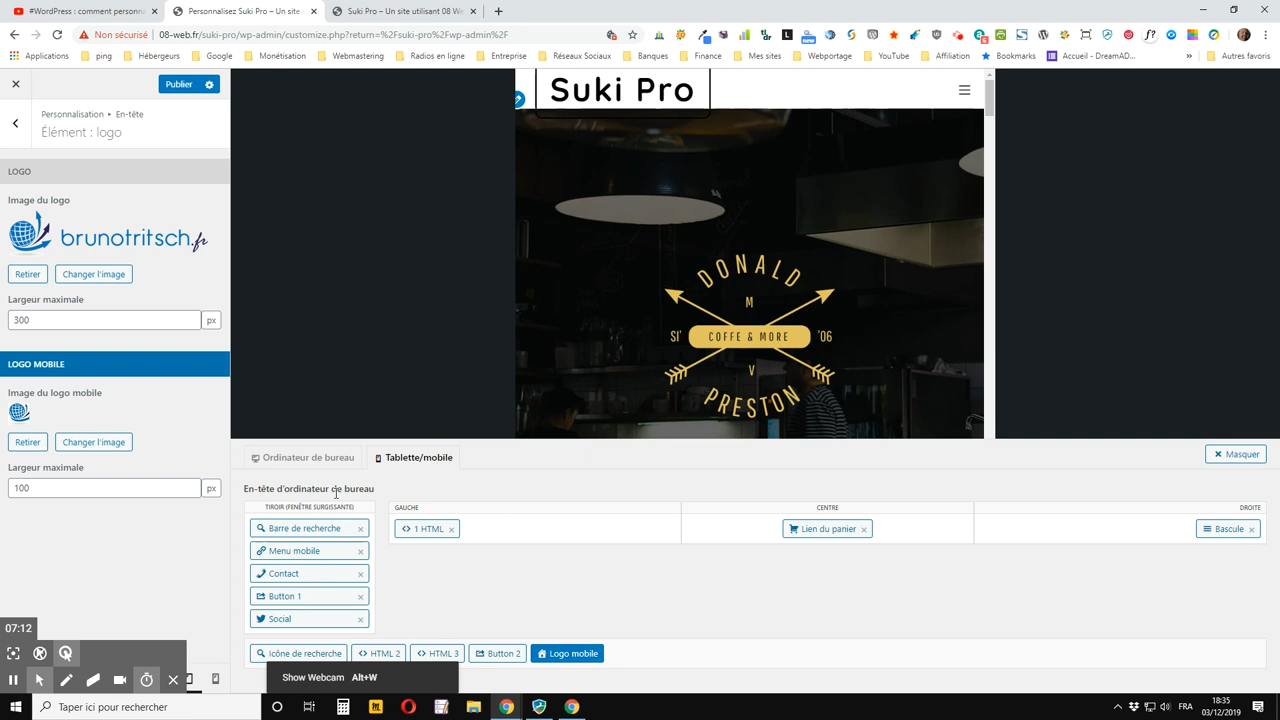 #WordPress : comment personn
Personnalisez Suki Pro – Un site
Suki Pro – Un site utilisant 08 We
Non sécurisé
08-web.fr/suki-pro/wp-admin/customize.php?return=%2Fsuki-pro%2Fwp-admin%2F
Applications
ping
Hébergeurs
Google
Monétisation
Webmastering
Radios en ligne
Entreprise
Réseaux Sociaux
Banques
Finance
Mes sites
Webportage
YouTube
Affiliation
Bookmarks
Accueil - DreamAD...
»
Autres favoris
Publier
Personnalisation ▸ En-tête
Élément : logo
LOGO
Image du logo
brunotritsch.fr
Retirer
Changer l'image
Largeur maximale
300
px
LOGO MOBILE
Image du logo mobile
Retirer
Changer l'image
Largeur maximale
100
px
Suki Pro
DONALD
M
SI'
COFFE & MORE
'06
V
PRESTON
Ordinateur de bureau
Tablette/mobile
Masquer
En-tête d'ordinateur de bureau
TIROIR (FENÊTRE SURGISSANTE)
GAUCHE
CENTRE
DROITE
Barre de recherche
Menu mobile
Contact
Button 1
Social
1 HTML
Lien du panier
Bascule
Icône de recherche
HTML 2
HTML 3
Button 2
Logo mobile
07:12
Show Webcam Alt+W
Taper ici pour rechercher
FRA
18:35
03/12/2019